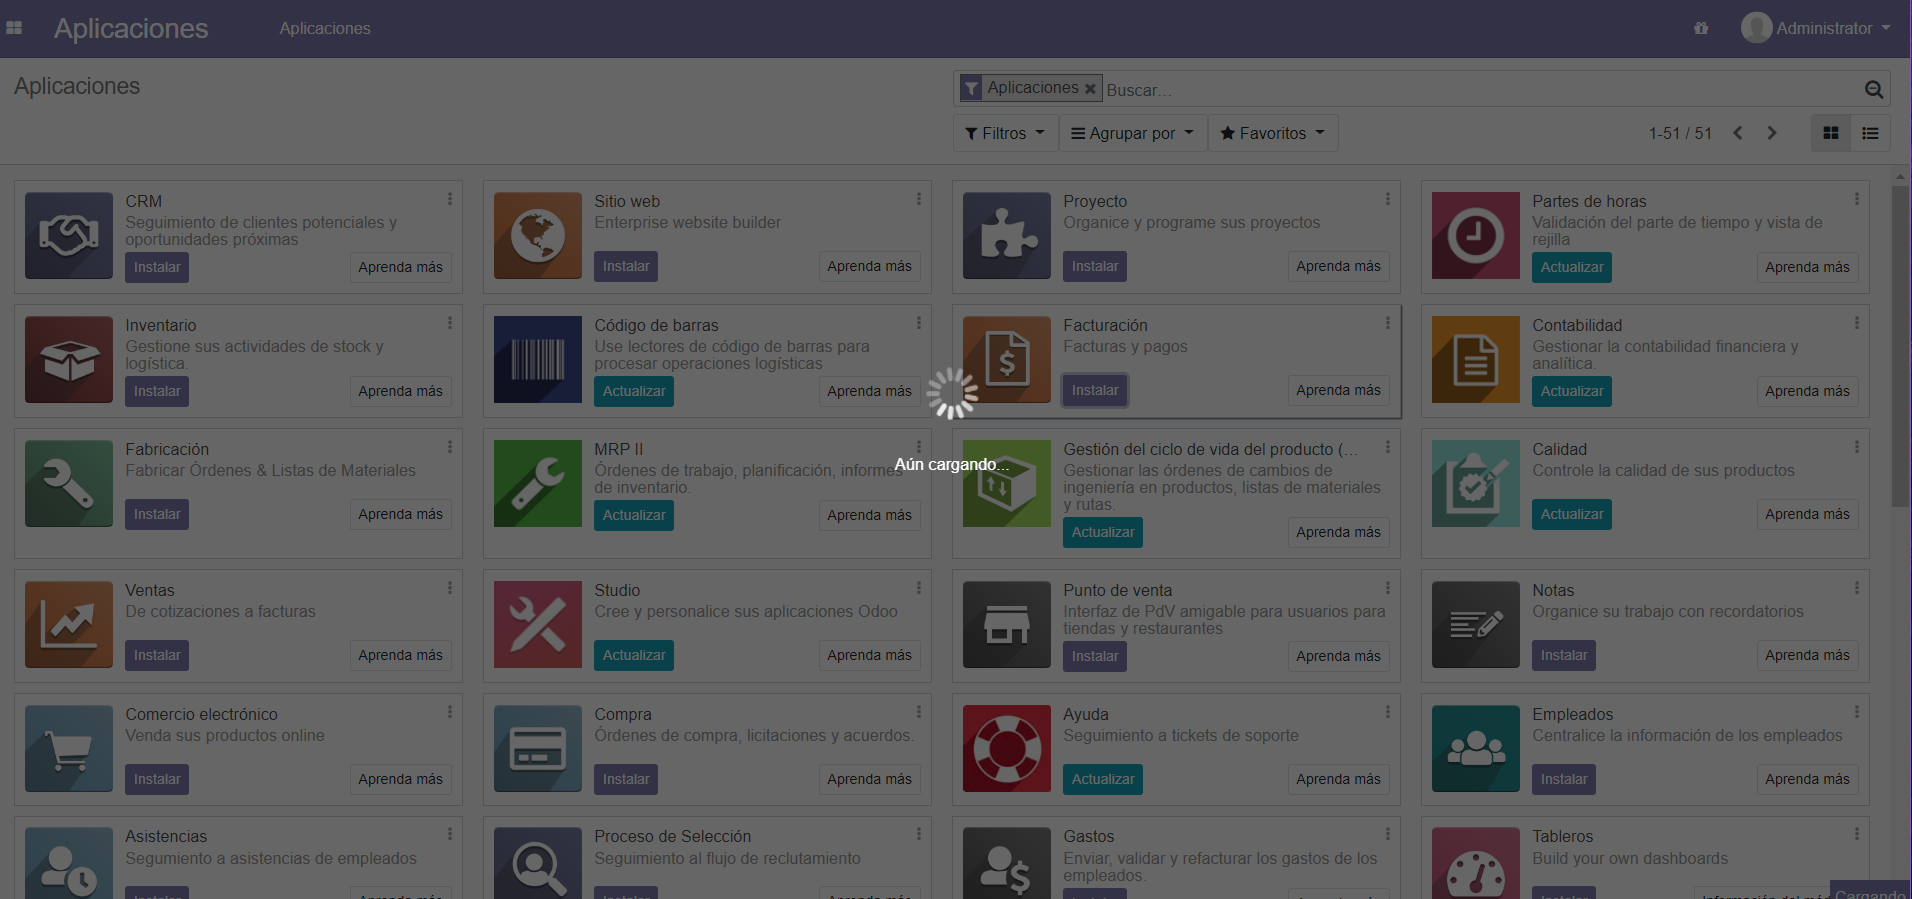 Aplicaciones
Aplicaciones
Administrator
Aplicaciones
Aplicaciones
Buscar...
Filtros
Agrupar por
Favoritos
1-51 / 51
CRM
Seguimiento de clientes potenciales y
oportunidades próximas
Instalar
Aprenda más
Sitio web
Enterprise website builder
Instalar
Aprenda más
Proyecto
Organice y programe sus proyectos
Instalar
Aprenda más
Partes de horas
Validación del parte de tiempo y vista de
rejilla
Actualizar
Aprenda más
Inventario
Gestione sus actividades de stock y
logística.
Instalar
Aprenda más
Código de barras
Use lectores de código de barras para
procesar operaciones logísticas
Actualizar
Aprenda más
Facturación
Facturas y pagos
Instalar
Aprenda más
Contabilidad
Gestionar la contabilidad financiera y
analítica.
Actualizar
Aprenda más
Aún cargando...
Fabricación
Fabricar Órdenes & Listas de Materiales
Instalar
Aprenda más
MRP II
Órdenes de trabajo, planificación, informes
de inventario.
Actualizar
Aprenda más
Gestión del ciclo de vida del producto (...
Gestionar las órdenes de cambios de
ingeniería en productos, listas de materiales
y rutas.
Actualizar
Aprenda más
Calidad
Controle la calidad de sus productos
Actualizar
Aprenda más
Ventas
De cotizaciones a facturas
Instalar
Aprenda más
Studio
Cree y personalice sus aplicaciones Odoo
Actualizar
Aprenda más
Punto de venta
Interfaz de PdV amigable para usuarios para
tiendas y restaurantes
Instalar
Aprenda más
Notas
Organice su trabajo con recordatorios
Instalar
Aprenda más
Comercio electrónico
Venda sus productos online
Instalar
Aprenda más
Compra
Órdenes de compra, licitaciones y acuerdos.
Instalar
Aprenda más
Ayuda
Seguimiento a tickets de soporte
Actualizar
Aprenda más
Empleados
Centralice la información de los empleados
Instalar
Aprenda más
Asistencias
Segumiento a asistencias de empleados
Instalar
Aprenda más
Proceso de Selección
Seguimiento al flujo de reclutamiento
Instalar
Aprenda más
Gastos
Enviar, validar y refacturar los gastos de los
empleados.
Tableros
Build your own dashboards
Instalar
Información del
Cargando